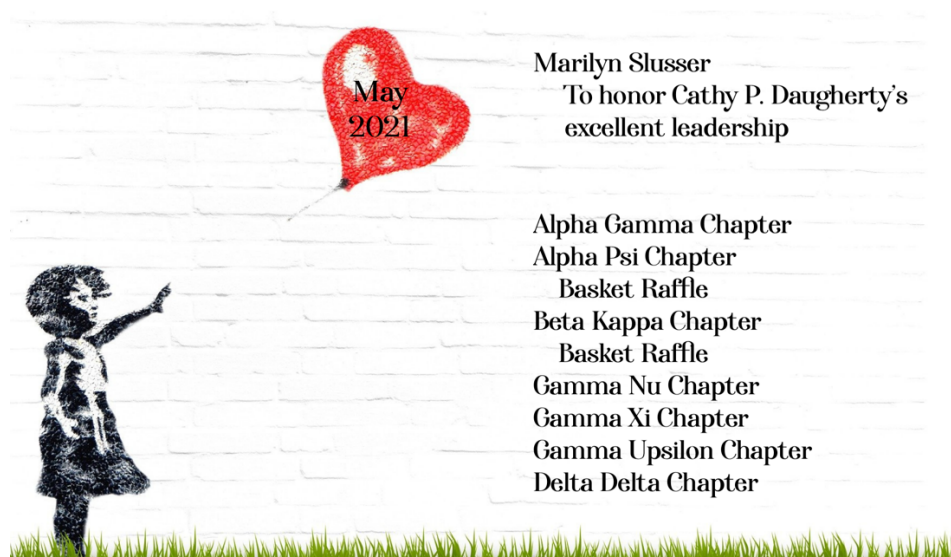 May
2021
Marilyn Slusser
To honor Cathy P. Daugherty's
excellent leadership
Alpha Gamma Chapter
Alpha Psi Chapter
Basket Raffle
Beta Kappa Chapter
Basket Raffle
Gamma Nu Chapter
Gamma Xi Chapter
Gamma Upsilon Chapter
Delta Delta Chapter